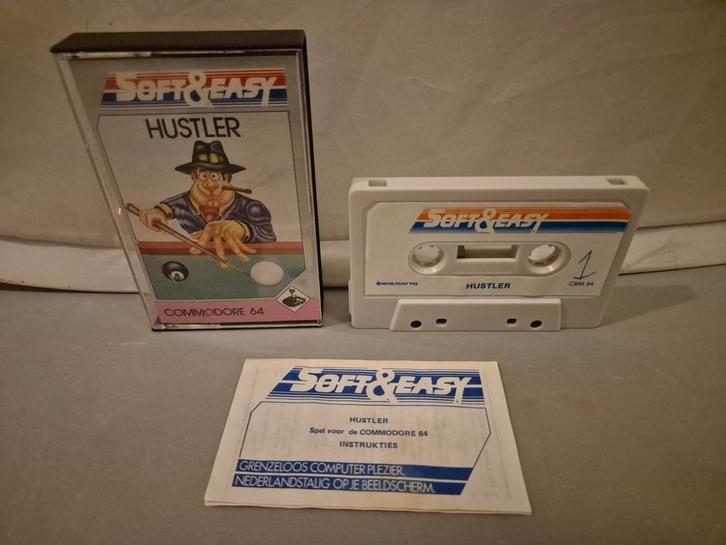 SOFT&EASY
HUSTLER
8
COMMODORE 64
SOFT&EASY
1
HUSTLER
CBM 64
SOFT&EASY
HUSTLER
Spel voor de COMMODORE 64
INSTRUKTIES
GRENZELOOS COMPUTER PLEZIER.
NEDERLANDSTALIG OP JE BEELDSCHERM.